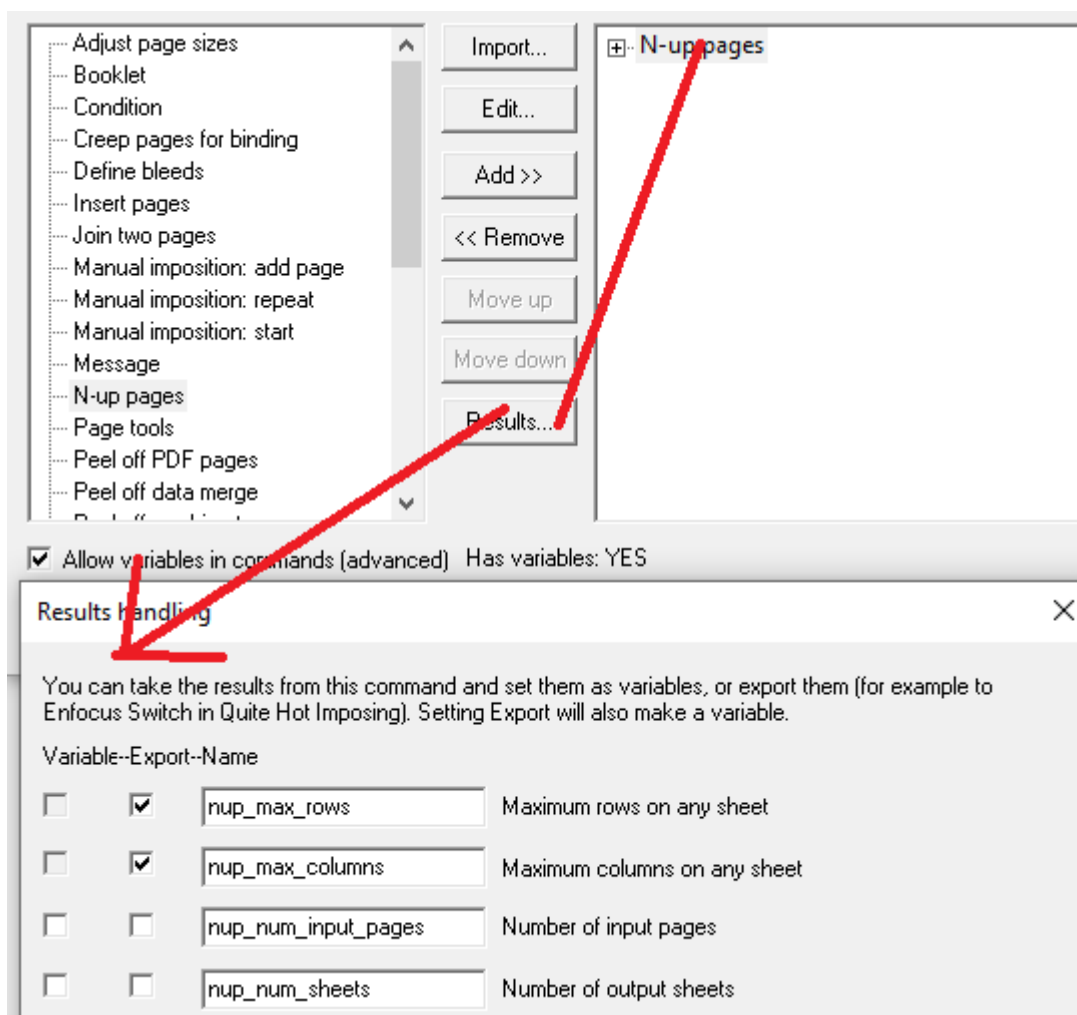 Adjust page sizes
Booklet
Condition
Creep pages for binding
Define bleeds
Insert pages
Join two pages
Manual imposition: add page
Manual imposition: repeat
Manual imposition: start
Message
N-up pages
Page tools
Peel off PDF pages
Peel off data merge
Import...
Edit...
Add >>
<< Remove
Move up
Move down
Results...
N-up pages
Allow variables in commands (advanced) Has variables: YES
Results handling
You can take the results from this command and set them as variables, or export them (for example to
Enfocus Switch in Quite Hot Imposing). Setting Export will also make a variable.
Variable--Export--Name
nup_max_rows Maximum rows on any sheet
nup_max_columns Maximum columns on any sheet
nup_num_input_pages Number of input pages
nup_num_sheets Number of output sheets